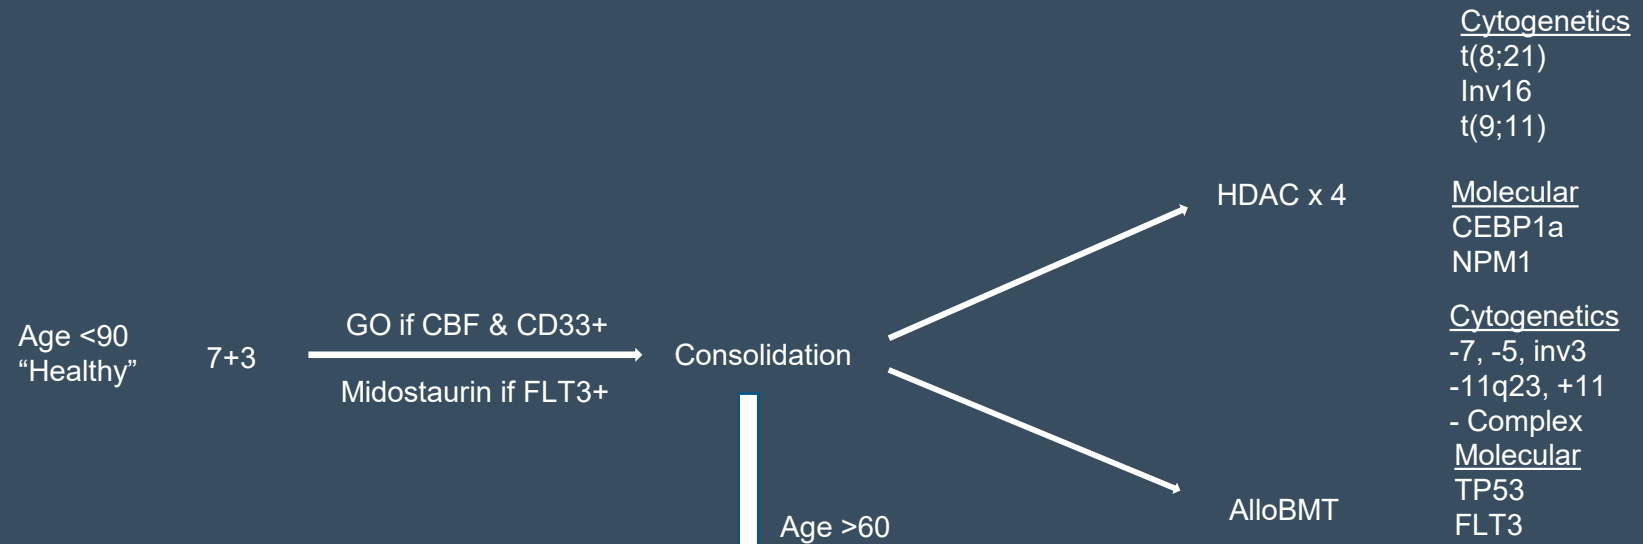 Cytogenetics
t(8;21)
Inv16
t(9;11)
HDAC x 4
Molecular
CEBP1a
NPM1
Age <90
“Healthy”
7+3
GO if CBF & CD33+
Midostaurin if FLT3+
Consolidation
Cytogenetics
-7, -5, inv3
-11q23, +11
- Complex
Molecular
TP53
FLT3
AlloBMT
Age >60